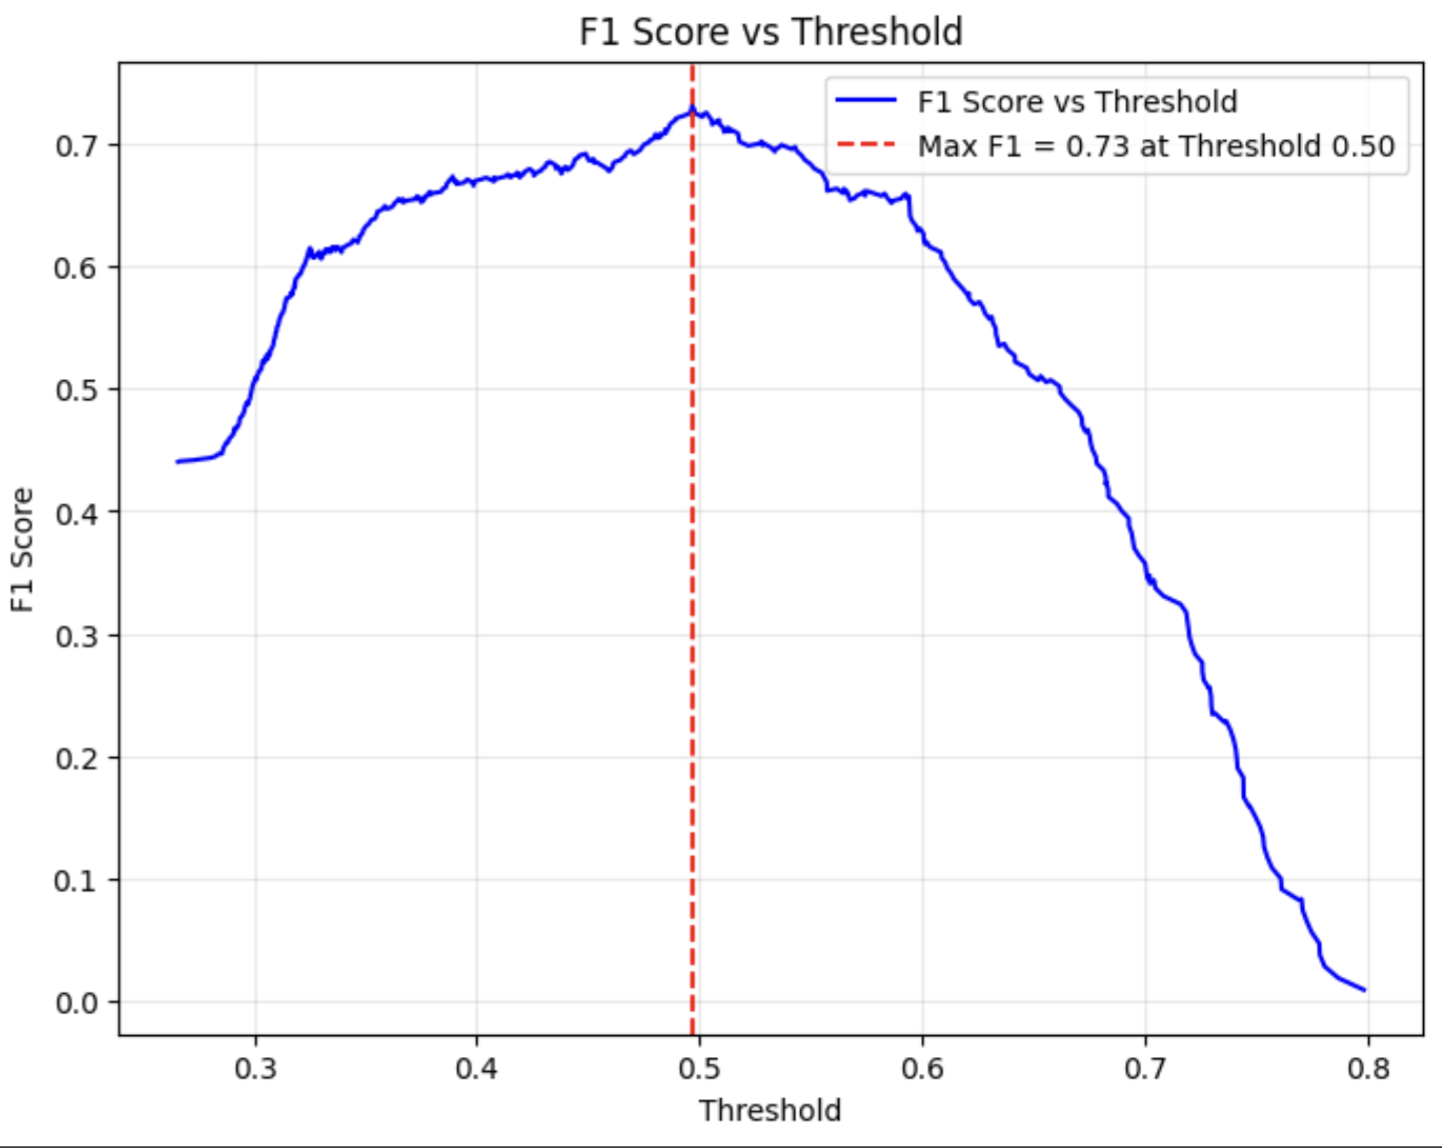 F1 Score vs Threshold
F1 Score vs Threshold
Max F1 = 0.73 at Threshold 0.50
F1 Score
0.7
0.6
0.5
0.4
0.3
0.2
0.1
0.0
0.3 0.4 0.5 0.6 0.7 0.8
Threshold